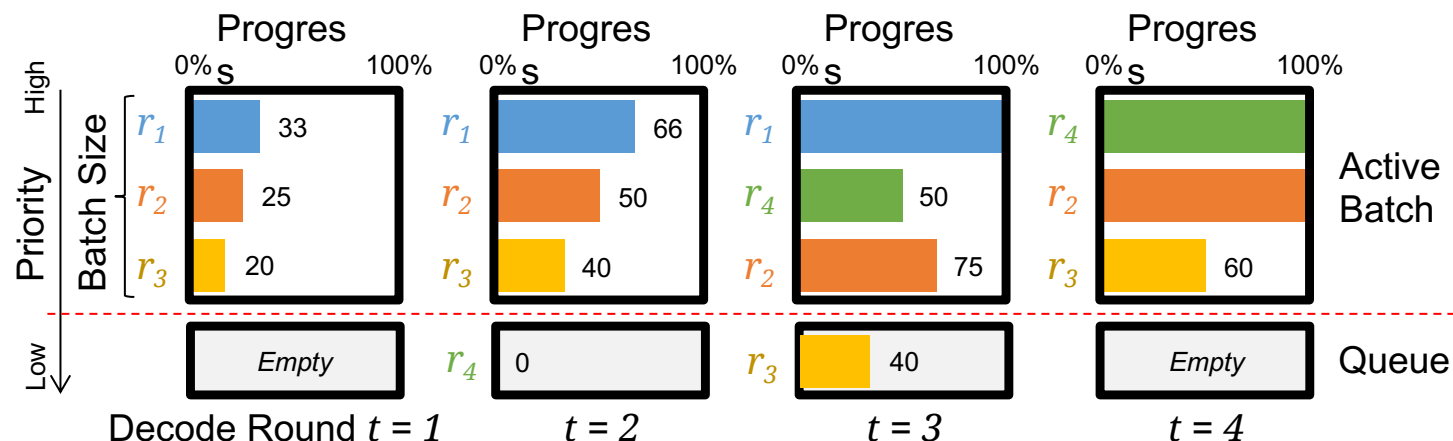 Progres
s
0% 100%
Progres
s
0% 100%
Progres
s
0% 100%
Progres
s
0% 100%
High
Priority
Low
Batch Size
r1 33
r2 25
r3 20
Empty
r1 66
r2 50
r3 40
r4 0
r1
r4 50
r2 75
r3 40
r4
r2
r3 60
Empty
Active
Batch
Queue
Decode Round t = 1
t = 2
t = 3
t = 4